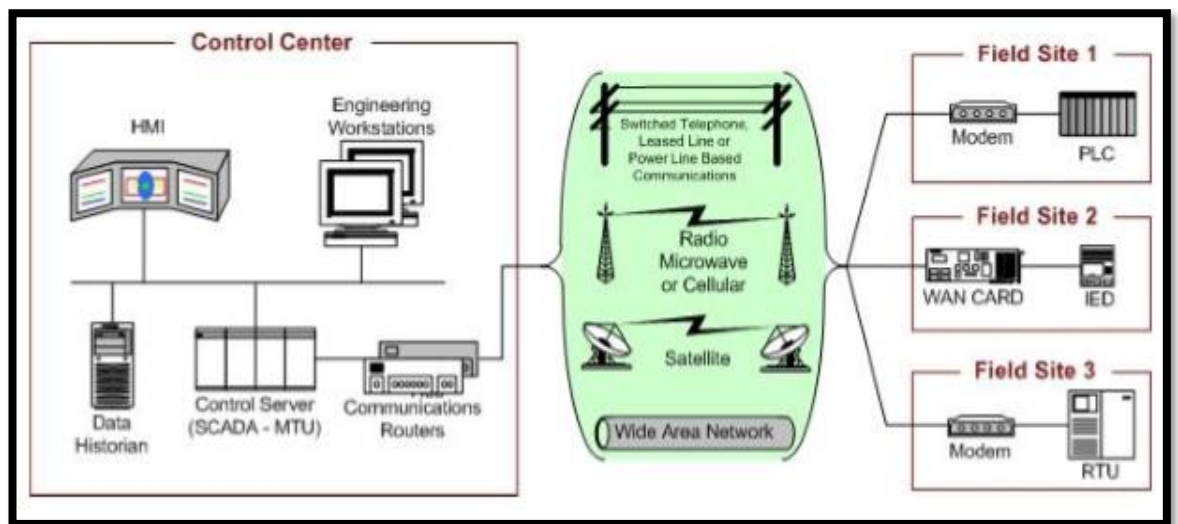 Control Center
HMI
Engineering
Workstations
Data
Historian
Control Server
(SCADA - MTU)
Communications
Routers
Switched Telephone,
Leased Line or
Power Line Based
Communications
Radio
Microwave
or Cellular
Satellite
Wide Area Network
Field Site 1
Modem
PLC
Field Site 2
WAN CARD
IED
Field Site 3
Modem
RTU